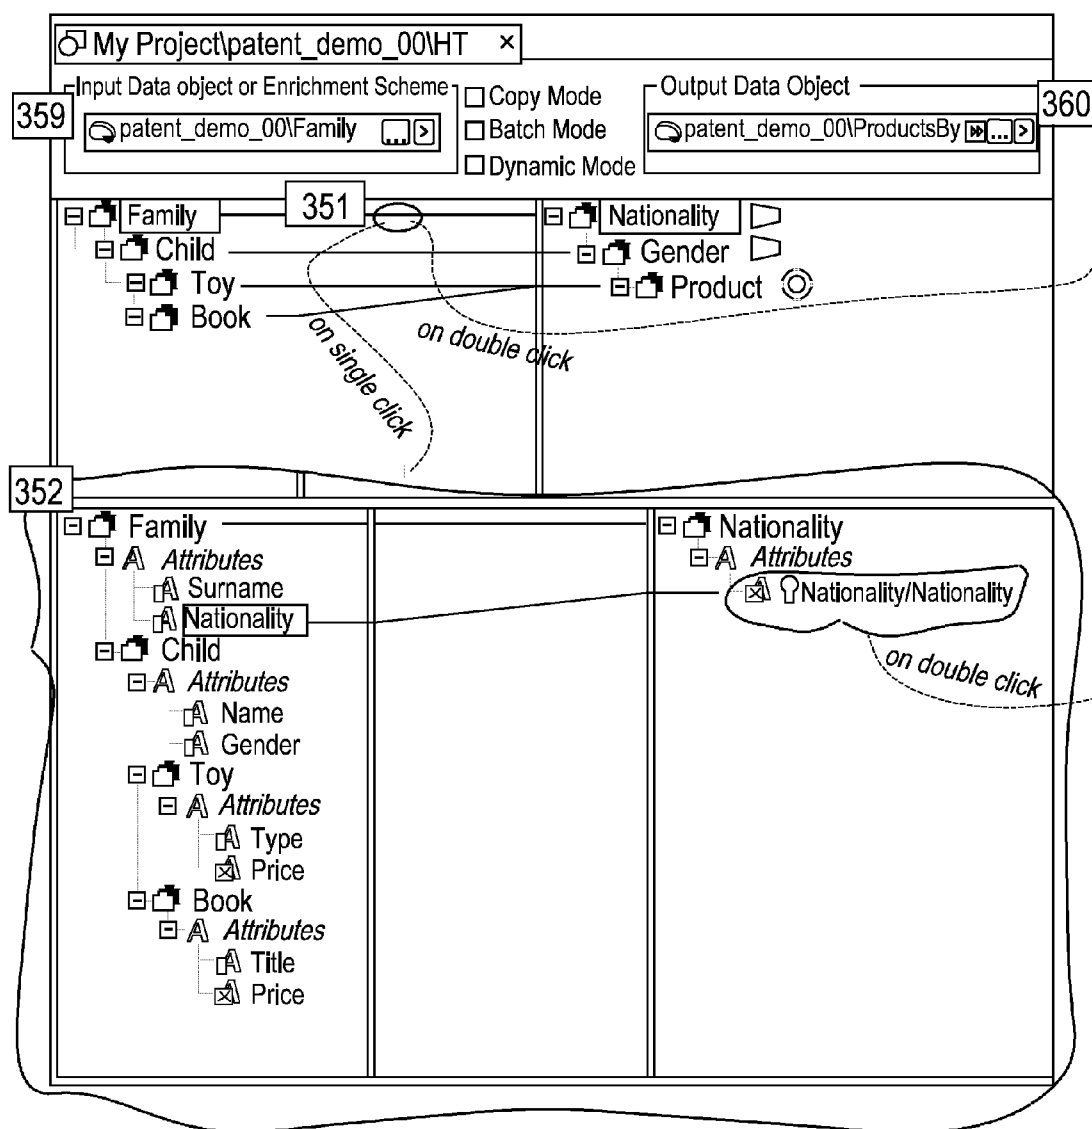 My Project\patent_demo_00\HT ×
Input Data object or Enrichment Scheme
Copy Mode
Output Data Object
359
360
patent_demo_00\Family ...
Batch Mode
patent_demo_00\ProductsBy ...
Dynamic Mode
Family
351
Nationality
Child
Gender
Toy
Product
Book
on single click
on double click
352
Family
Nationality
Attributes
Attributes
Surname
Nationality/Nationality
Nationality
Child
on double click
Attributes
Name
Gender
Toy
Attributes
Type
Price
Book
Attributes
Title
Price